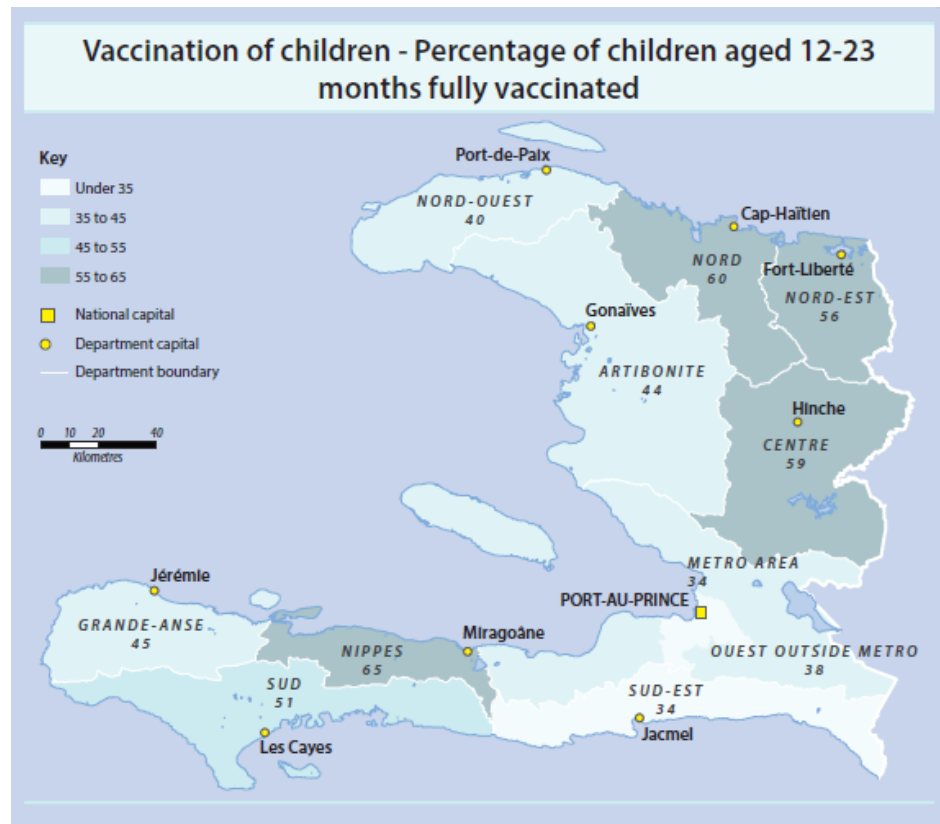 Vaccination of children - Percentage of children aged 12-23
months fully vaccinated
Key
Under 35
35 to 45
45 to 55
55 to 65
National capital
Department capital
Department boundary
0 10 20 40
Kilometres
Port-de-Paix
NORD-OUEST
40
Cap-Haïtien
NORD
60
Fort-Liberté
NORD-EST
56
Gonaïves
ARTIBONITE
44
Hinche
CENTRE
59
METRO AREA
34
PORT-AU-PRINCE
Jérémie
GRANDE-ANSE
45
NIPPES
65
Miragoâne
OUEST OUTSIDE METRO
38
SUD
51
SUD-EST
34
Jacmel
Les Cayes